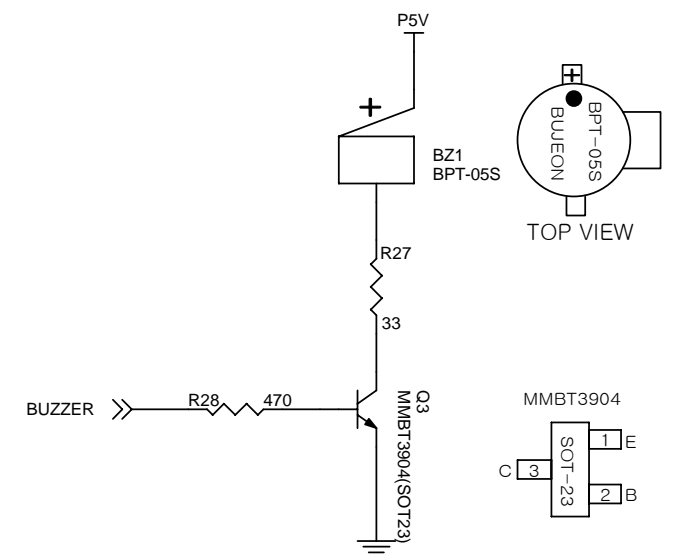 P5V
+
BZ1
BPT-05S
+
BPT-05S
BUJEON
TOP VIEW
R27
33
BUZZER
R28
470
Q3
MMBT3904(SOT23)
MMBT3904
SOT-23
1
E
C
3
2
B